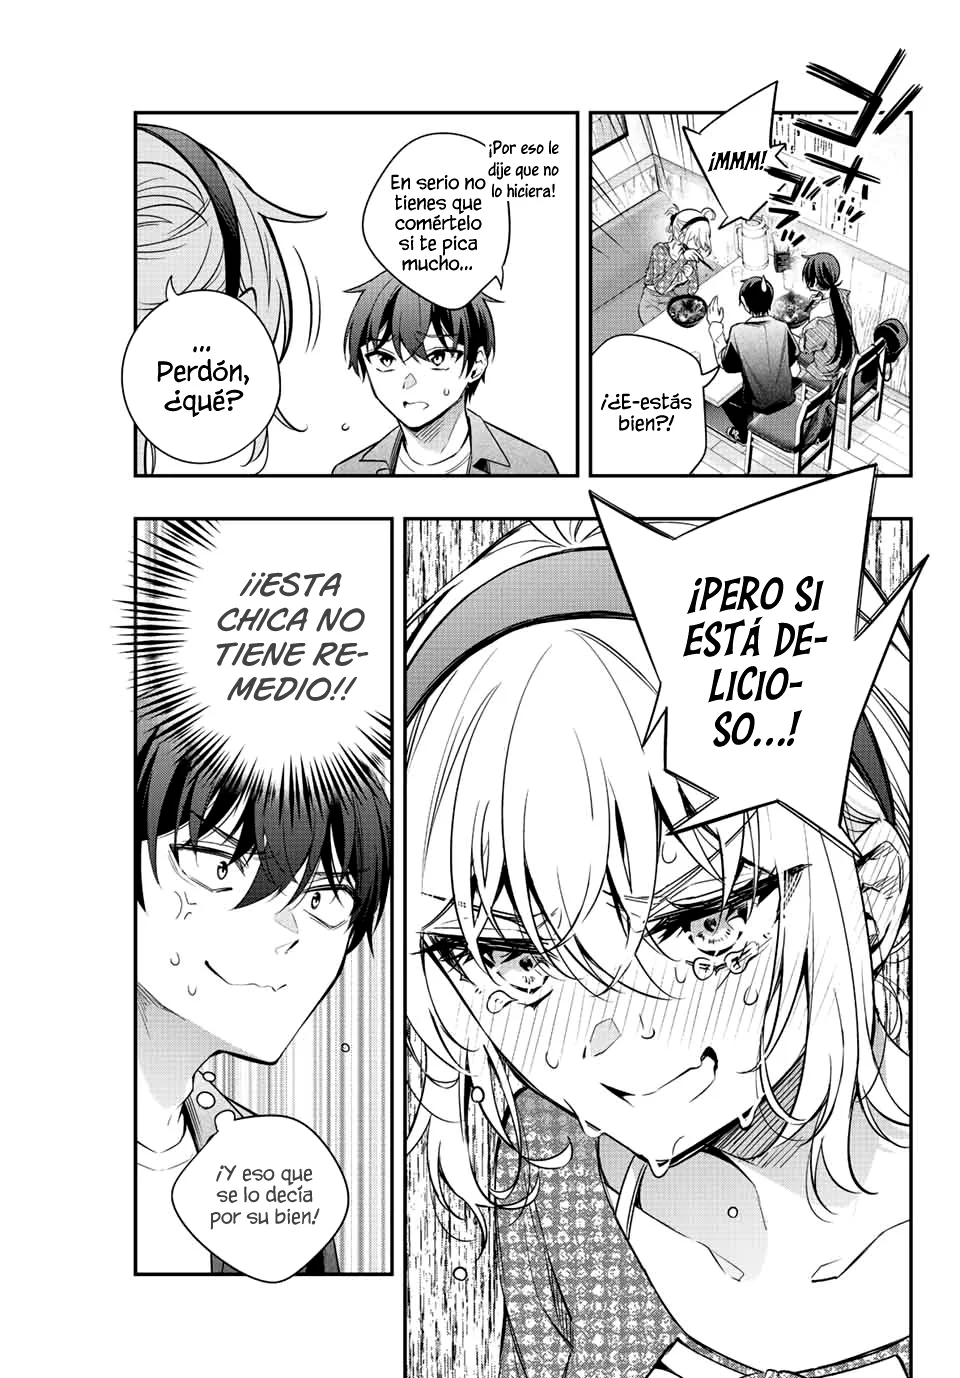 ¡MMM!
¡¿E-estás
bien?!
¡Por eso le
dije que no
lo hiciera!
En serio no
tienes que
comértelo
si te pica
mucho...
...
Perdón,
¿qué?
¡PERO SI
ESTÁ DE-
LICIO-
SO...!
¡¡ESTA
CHICA NO
TIENE RE-
MEDIO!!
¡Y eso que
se lo decía
por su bien!